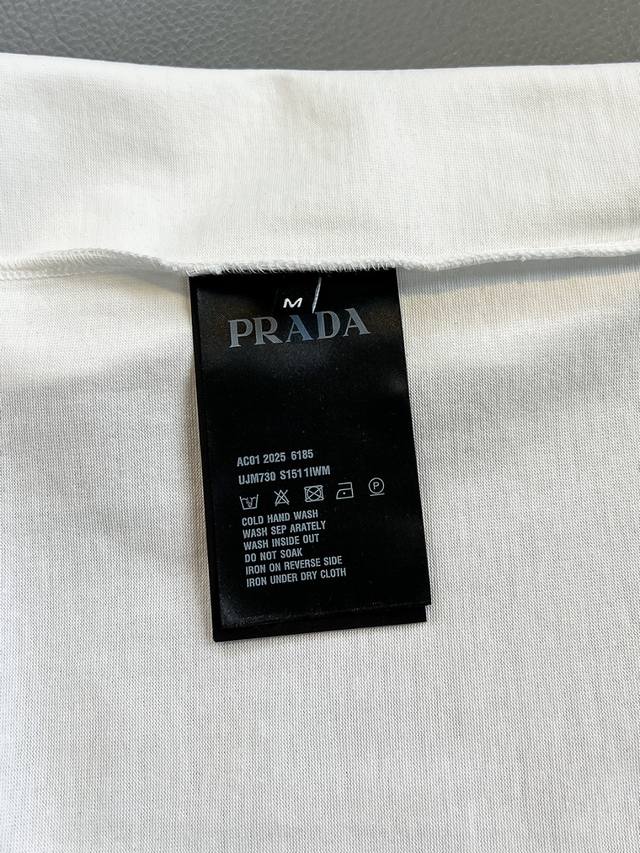 M
PRADA
AC01 2025 6185
UJM730 S1511IWM
P
COLD HAND WASH
WASH SEP ARATELY
WASH INSIDE OUT
DO NOT SOAK
IRON ON REVERSE SIDE
IRON UNDER DRY CLOTH